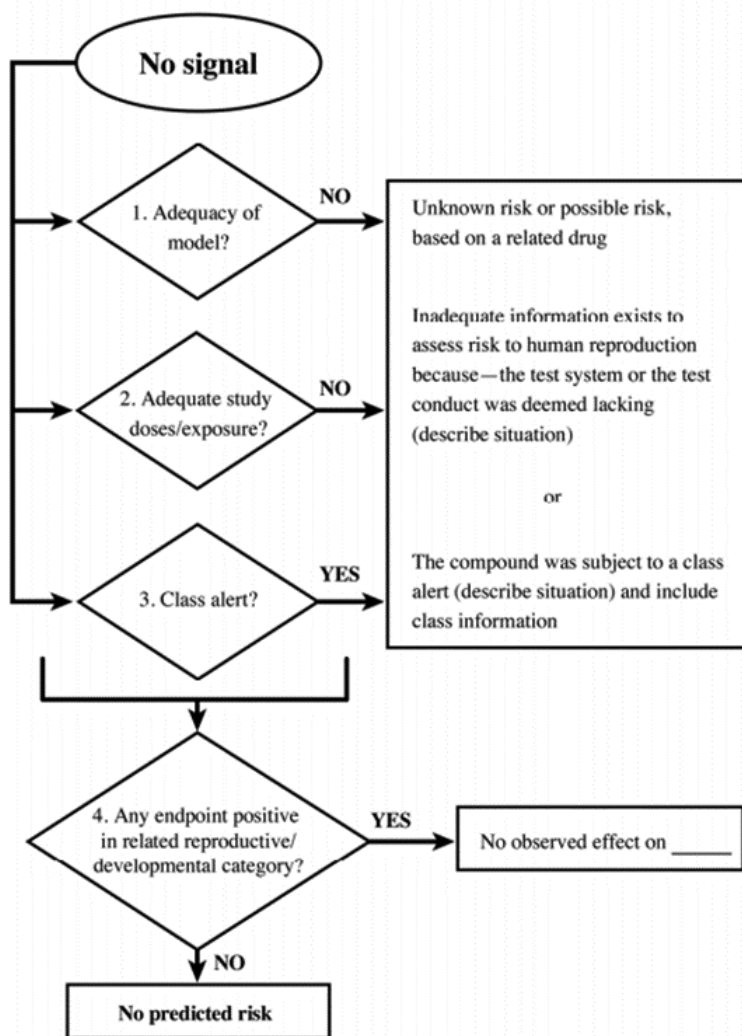 No signal
1. Adequacy of
model?
NO
Unknown risk or possible risk,
based on a related drug
Inadequate information exists to
assess risk to human reproduction
because—the test system or the test
conduct was deemed lacking
(describe situation)
or
The compound was subject to a class
alert (describe situation) and include
class information
2. Adequate study
doses/exposure?
NO
3. Class alert?
YES
4. Any endpoint positive
in related reproductive/
developmental category?
YES
No observed effect on ______
NO
No predicted risk